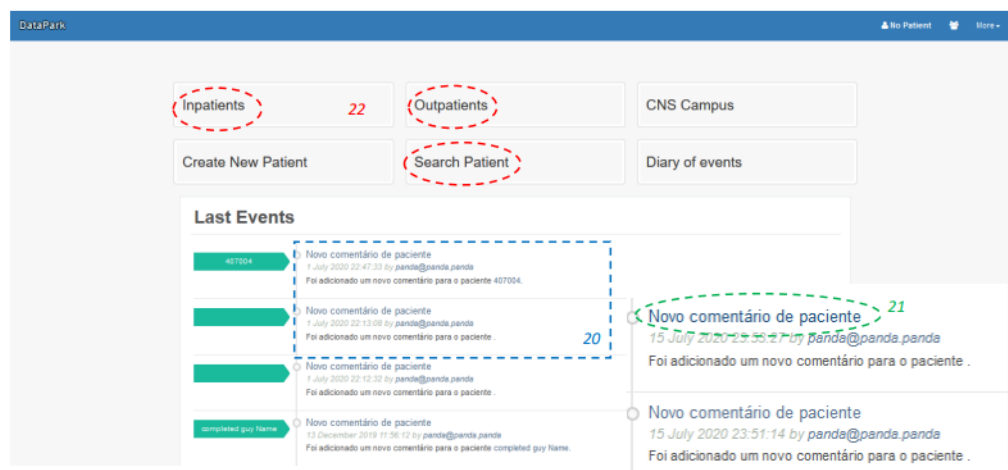 DataPark
No Patient
More
Inpatients
22
Outpatients
CNS Campus
Create New Patient
Search Patient
Diary of events
Last Events
407004
Novo comentário de paciente
1 July 2020 22:47:33 by panda@panda.panda
Foi adicionado um novo comentário para o paciente 407004.
Novo comentário de paciente
1 July 2020 22:13:08 by panda@panda.panda
Foi adicionado um novo comentário para o paciente .
20
Novo comentário de paciente
1 July 2020 22:12:32 by panda@panda.panda
Foi adicionado um novo comentário para o paciente .
completed guy Name
Novo comentário de paciente
13 December 2019 11:56:12 by panda@panda.panda
Foi adicionado um novo comentário para o paciente completed guy Name.
21
Novo comentário de paciente
15 July 2020 23:53:27 by panda@panda.panda
Foi adicionado um novo comentário para o paciente .
Novo comentário de paciente
15 July 2020 23:51:14 by panda@panda.panda
Foi adicionado um novo comentário para o paciente .